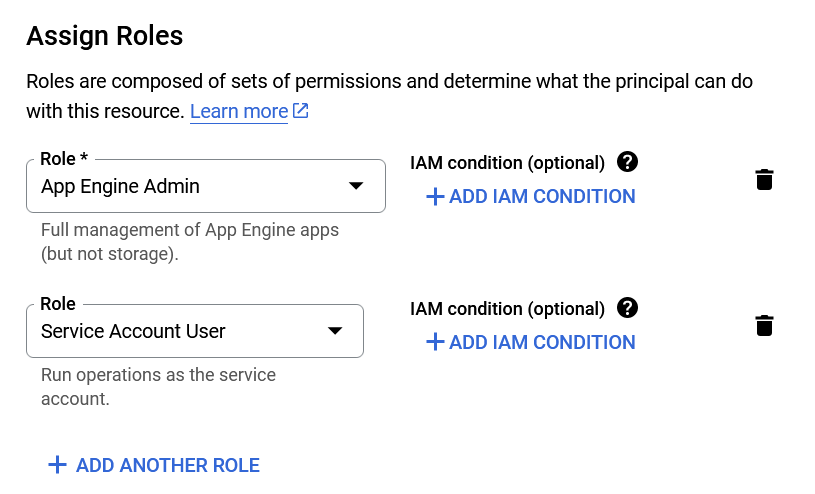 Assign Roles
Roles are composed of sets of permissions and determine what the principal can do
with this resource. Learn more
Role *
IAM condition (optional)
App Engine Admin
ADD IAM CONDITION
Full management of App Engine apps
(but not storage).
Role
IAM condition (optional)
Service Account User
ADD IAM CONDITION
Run operations as the service
account.
ADD ANOTHER ROLE